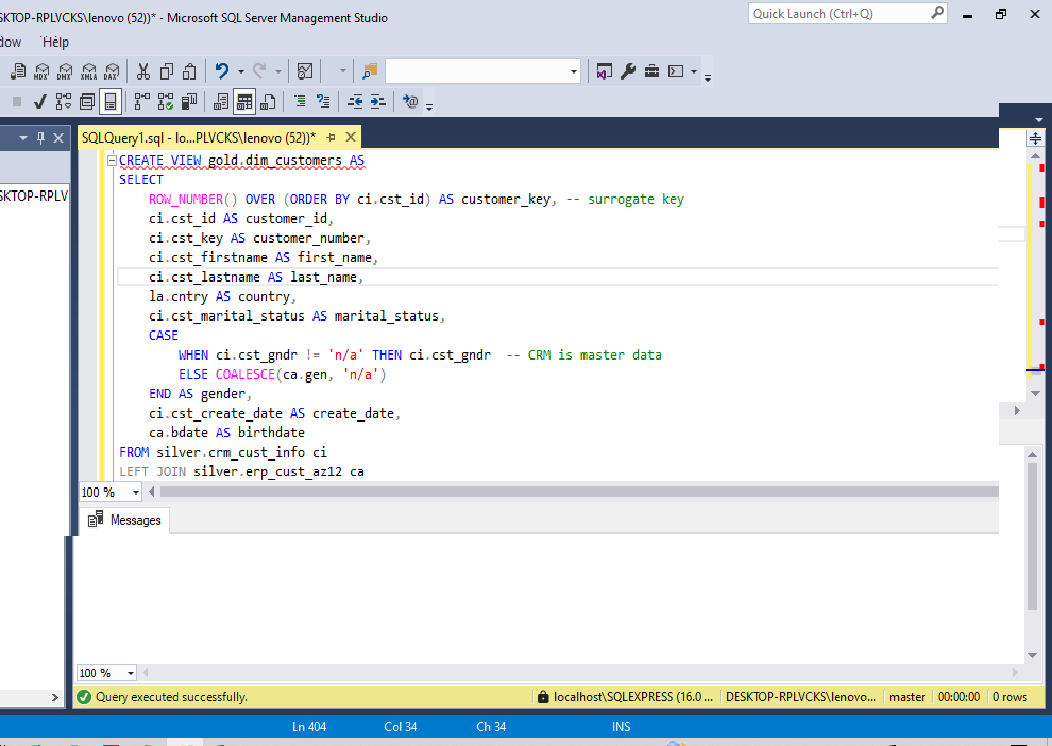 SKTOP-RPLVCKS\lenovo (52))* - Microsoft SQL Server Management Studio
Quick Launch (Ctrl+Q)
dow Help
MDX DMX XMLA DAX
SQLQuery1.sql - lo...PLVCKS\lenovo (52))*
SKTOP-RPLV
CREATE VIEW gold.dim_customers AS
SELECT
ROW_NUMBER() OVER (ORDER BY ci.cst_id) AS customer_key, -- surrogate key
ci.cst_id AS customer_id,
ci.cst_key AS customer_number,
ci.cst_firstname AS first_name,
ci.cst_lastname AS last_name,
la.cntry AS country,
ci.cst_marital_status AS marital_status,
CASE
WHEN ci.cst_gndr != 'n/a' THEN ci.cst_gndr -- CRM is master data
ELSE COALESCE(ca.gen, 'n/a')
END AS gender,
ci.cst_create_date AS create_date,
ca.bdate AS birthdate
FROM silver.crm_cust_info ci
LEFT JOIN silver.erp_cust_az12 ca
100 %
Messages
100 %
Query executed successfully.
localhost\SQLEXPRESS (16.0 ... DESKTOP-RPLVCKS\lenovo... master 00:00:00 0 rows
Ln 404 Col 34 Ch 34 INS